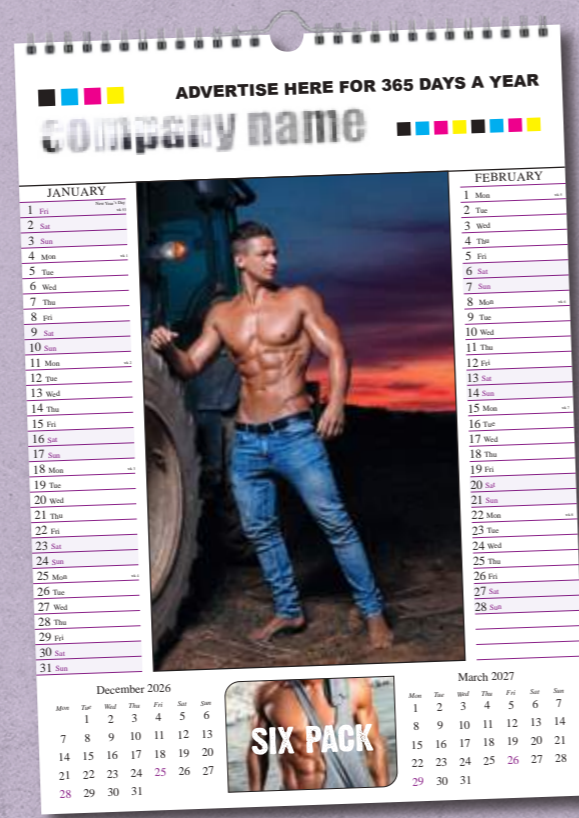 ADVERTISE HERE FOR 365 DAYS A YEAR
company name
JANUARY
1 Fri New Year's Day
2 Sat
3 Sun
4 Mon
5 Tue
6 Wed
7 Thu
8 Fri
9 Sat
10 Sun
11 Mon
12 Tue
13 Wed
14 Thu
15 Fri
16 Sat
17 Sun
18 Mon
19 Tue
20 Wed
21 Thu
22 Fri
23 Sat
24 Sun
25 Mon
26 Tue
27 Wed
28 Thu
29 Fri
30 Sat
31 Sun
FEBRUARY
1 Mon
2 Tue
3 Wed
4 Thu
5 Fri
6 Sat
7 Sun
8 Mon
9 Tue
10 Wed
11 Thu
12 Fri
13 Sat
14 Sun
15 Mon
16 Tue
17 Wed
18 Thu
19 Fri
20 Sat
21 Sun
22 Mon
23 Tue
24 Wed
25 Thu
26 Fri
27 Sat
28 Sun
December 2026
Mon Tue Wed Thu Fri Sat Sun
1 2 3 4 5 6
7 8 9 10 11 12 13
14 15 16 17 18 19 20
21 22 23 24 25 26 27
28 29 30 31
SIX PACK
March 2027
Mon Tue Wed Thu Fri Sat Sun
1 2 3 4 5 6 7
8 9 10 11 12 13 14
15 16 17 18 19 20 21
22 23 24 25 26 27 28
29 30 31